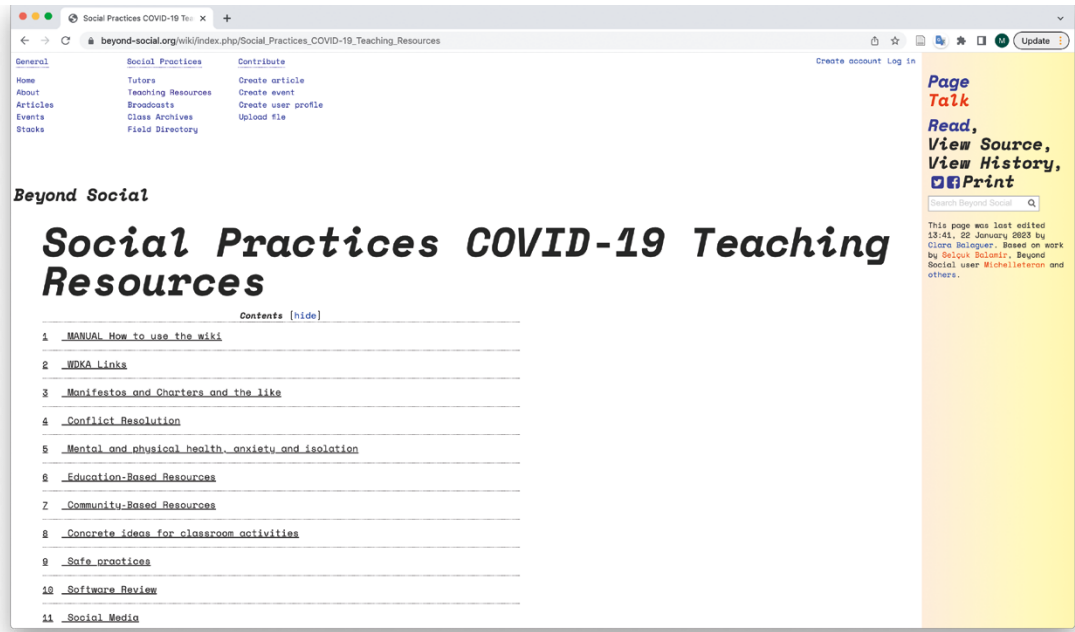 Social Practices COVID-19 Tea
beyond-social.org/wiki/index.php/Social_Practices_COVID-19_Teaching_Resources
M
Update
General
Home
About
Articles
Events
Stacks
Social Practices
Tutors
Teaching Resources
Broadcasts
Class Archives
Field Directory
Contribute
Create article
Create event
Create user profile
Upload file
Create account Log in
Beyond Social
Social Practices COVID-19 Teaching
Resources
Contents [hide]
1 MANUAL How to use the wiki
2 WDKA Links
3 Manifestos and Charters and the like
4 Conflict Resolution
5 Mental and physical health, anxiety and isolation
6 Education-Based Resources
7 Community-Based Resources
8 Concrete ideas for classroom activities
9 Safe practices
10 Software Review
11 Social Media
Page
Talk
Read,
View Source,
View History,
Print
Search Beyond Social
This page was last edited
13:41, 22 January 2023 by
Clara Balaguer. Based on work
by Selçuk Balamir, Beyond
Social user Michelleteran and
others.